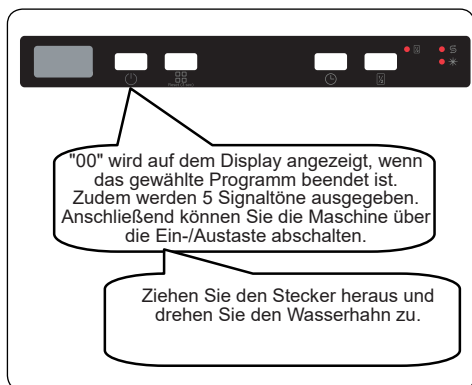 "00" wird auf dem Display angezeigt, wenn
das gewählte Programm beendet ist.
Zudem werden 5 Signaltöne ausgegeben.
Anschließend können Sie die Maschine über
die Ein-/Austaste abschalten.
Ziehen Sie den Stecker heraus und
drehen Sie den Wasserhahn zu.